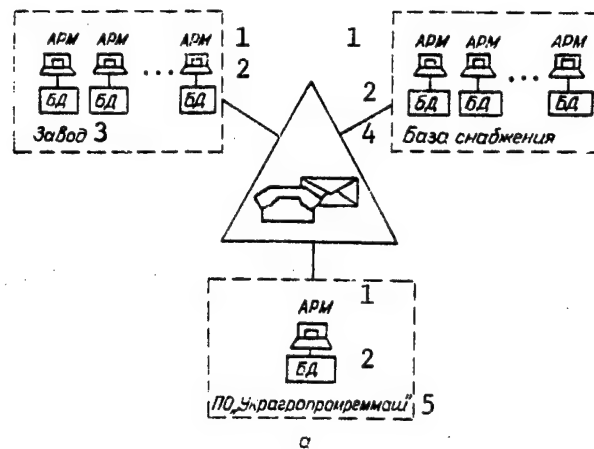 АРМ АРМ АРМ 1
... 2
БД БД БД
Завод 3
1 АРМ АРМ АРМ
...
2 БД БД БД
4 База снабжения
1
АРМ
2
БД
ПО „Украгропромреммаш" 5
а